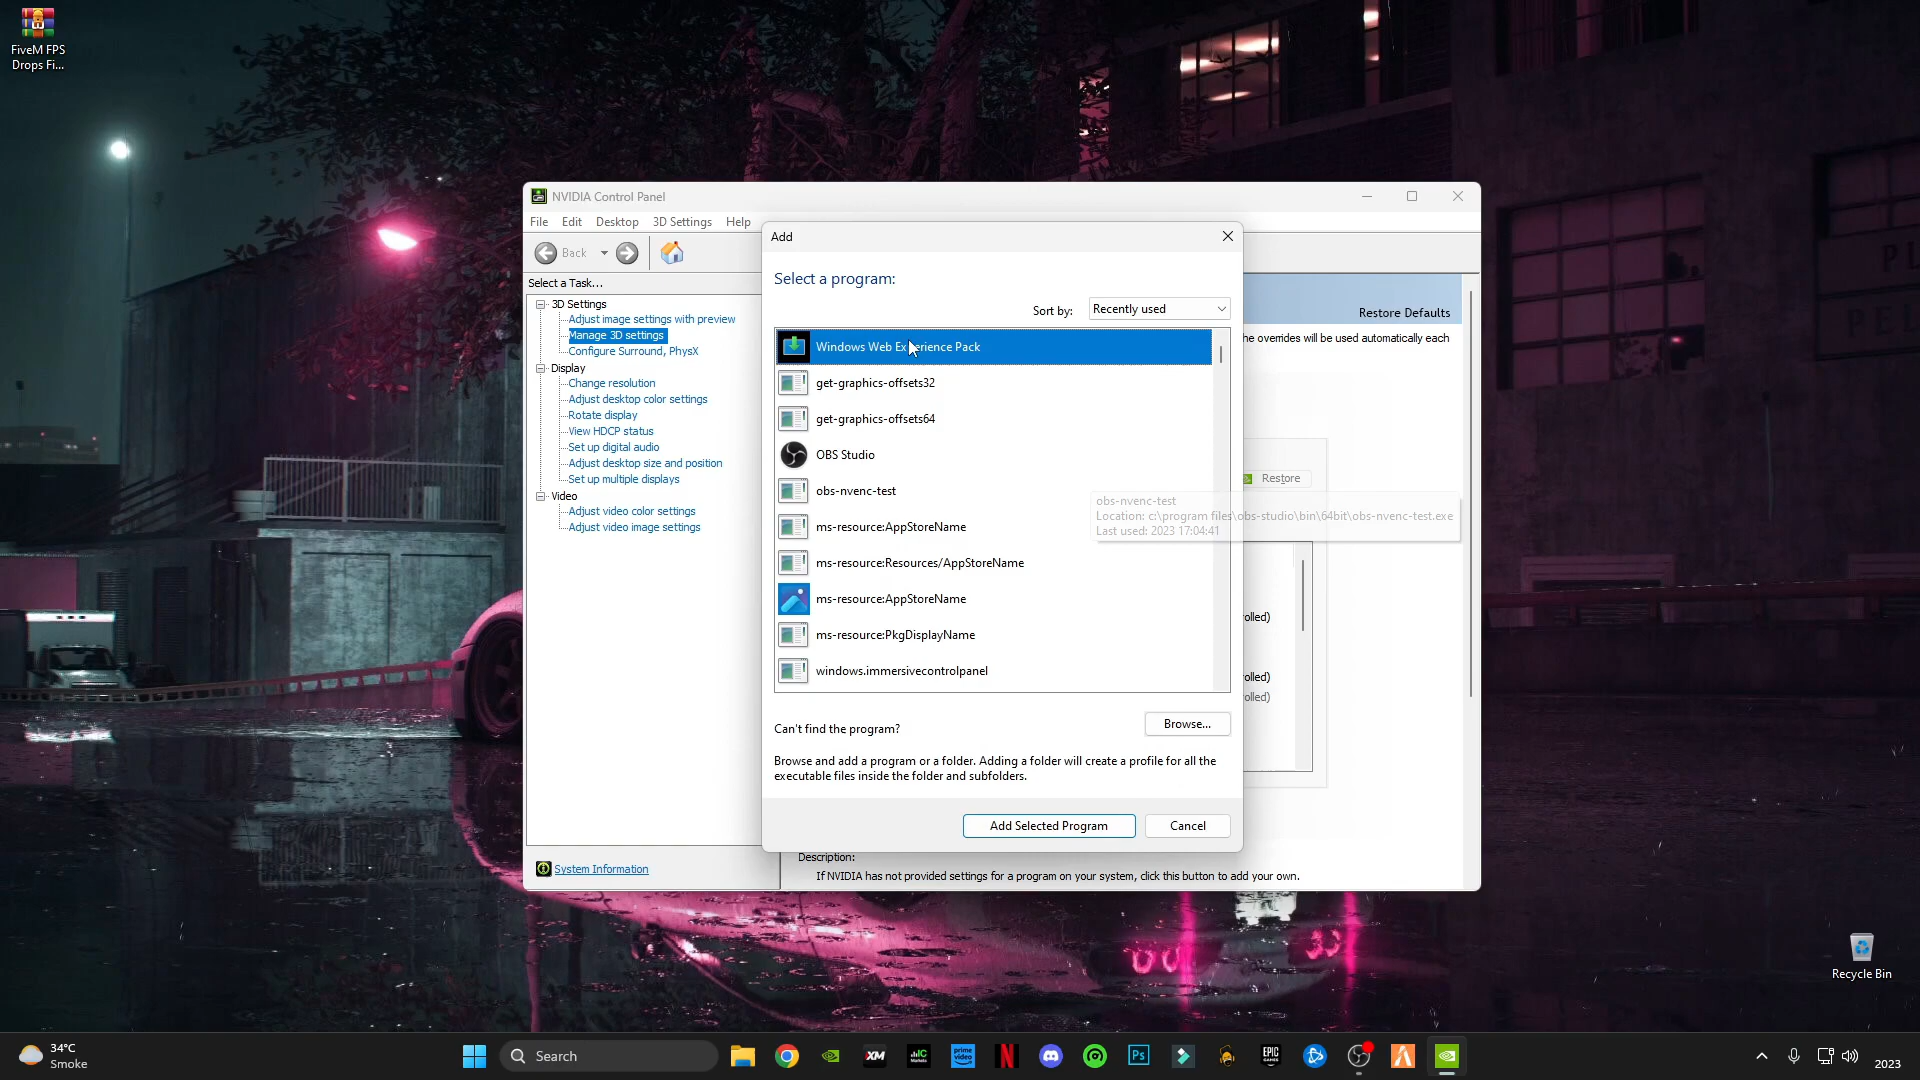 FiveM FPS
Drops Fi...
NVIDIA Control Panel
File Edit Desktop 3D Settings Help
Back
Select a Task...
3D Settings
Adjust image settings with preview
Manage 3D settings
Configure Surround, PhysX
Display
Change resolution
Adjust desktop color settings
Rotate display
View HDCP status
Set up digital audio
Adjust desktop size and position
Set up multiple displays
Video
Adjust video color settings
Adjust video image settings
System Information
Add
Select a program:
Sort by: Recently used
Windows Web Experience Pack
get-graphics-offsets32
get-graphics-offsets64
OBS Studio
obs-nvenc-test
ms-resource:AppStoreName
ms-resource:Resources/AppStoreName
ms-resource:AppStoreName
ms-resource:PkgDisplayName
windows.immersivecontrolpanel
Can't find the program?
Browse...
Browse and add a program or a folder. Adding a folder will create a profile for all the
executable files inside the folder and subfolders.
Add Selected Program
Cancel
Restore Defaults
he overrides will be used automatically each
Restore
obs-nvenc-test
Location: c:\program files\obs-studio\bin\64bit\obs-nvenc-test.exe
Last used: 2023 17:04:41
olled)
olled)
olled)
Description:
If NVIDIA has not provided settings for a program on your system, click this button to add your own.
Recycle Bin
34°C
Smoke
Search
XM
IC
Markets
prime
video
N
Ps
EPIC
GAMES
2023